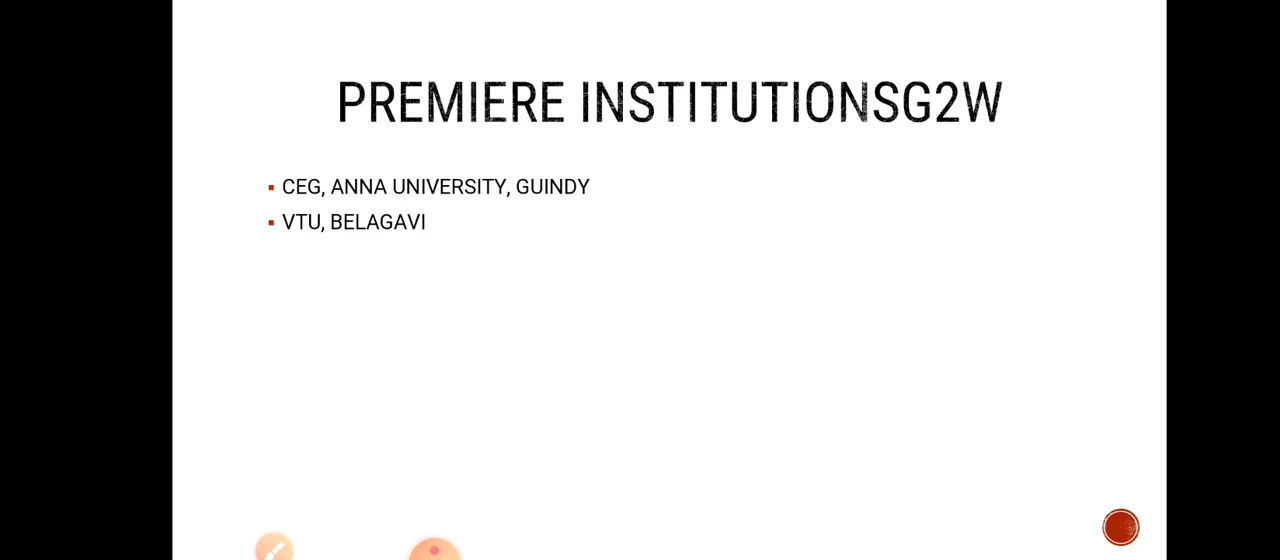 PREMIERE INSTITUTIONSG2W
CEG, ANNA UNIVERSITY, GUINDY
VTU, BELAGAVI